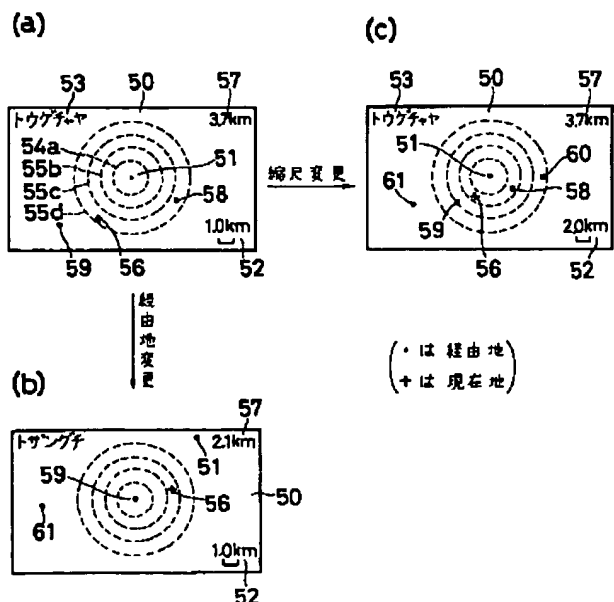 (a)
53
50
57
トウゲチャヤ
3.7km
54a
55b
55c
55d
51
58
59
56
1.0km
52
縮尺変更
(c)
53
50
57
トウゲチャヤ
3.7km
51
60
61
58
59
56
2.0km
52
経由地変更
(・は経由地)
(+は現在地)
(b)
57
トザングチ
2.1km
51
59
56
50
61
1.0km
52